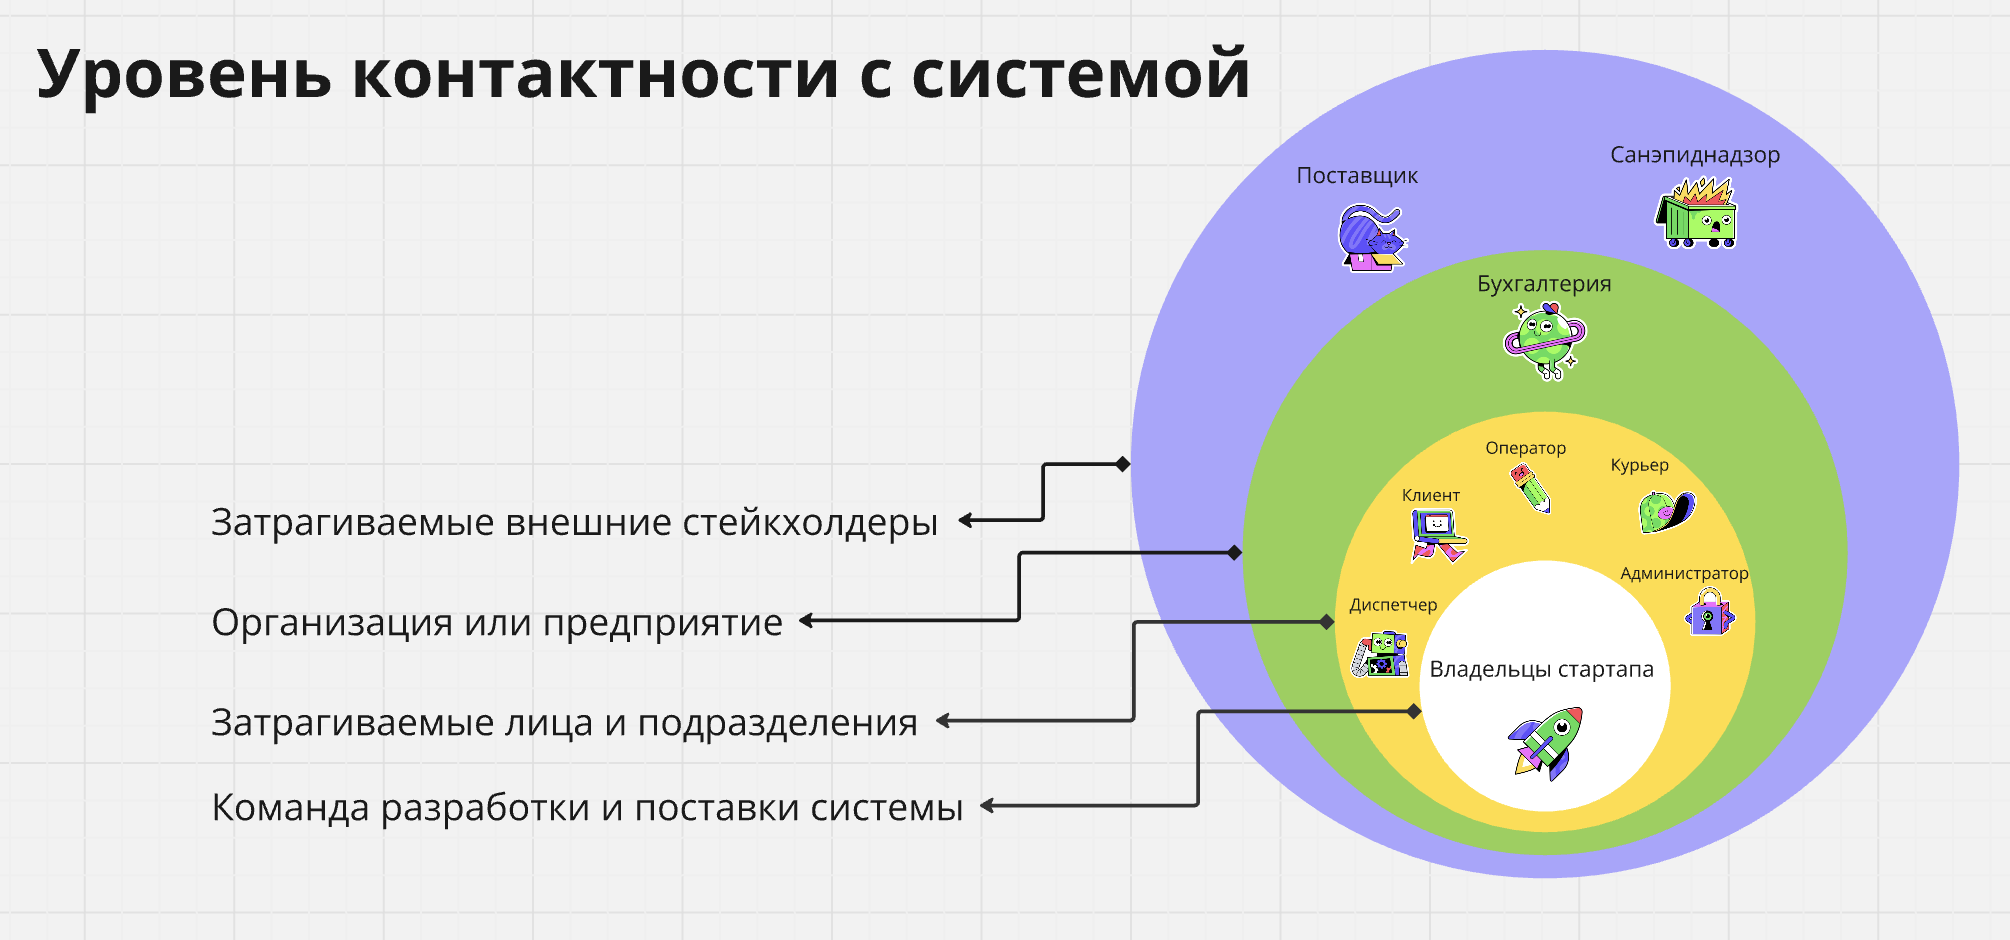 Уровень контактности с системой
Поставщик
Санэпиднадзор
Бухгалтерия
Оператор
Курьер
Клиент
Администратор
Диспетчер
Владельцы стартапа
Затрагиваемые внешние стейкхолдеры
Организация или предприятие
Затрагиваемые лица и подразделения
Команда разработки и поставки системы